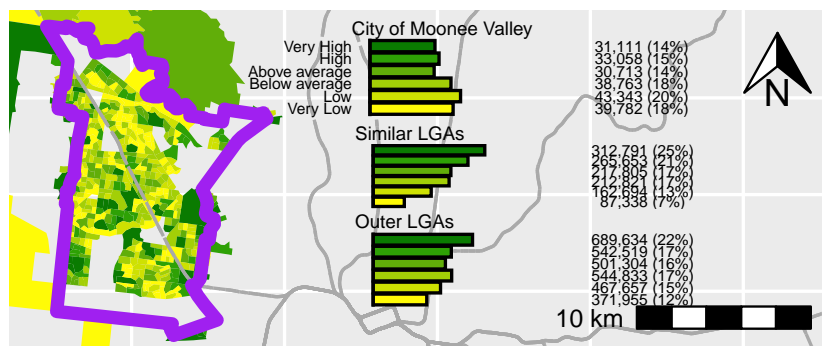 City of Moonee Valley
Very High 31,111 (14%)
High 33,058 (15%)
Above average 30,713 (14%)
Below average 38,763 (18%)
Low 43,343 (20%)
Very Low 39,782 (18%)
N
Similar LGAs
312,791 (25%)
265,653 (21%)
217,805 (17%)
(17%)
162,694 (13%)
87,338 (7%)
Outer LGAs
689,634 (22%)
542,519 (17%)
501,304 (16%)
544,833 (17%)
467,657 (15%)
371,955 (12%)
10 km